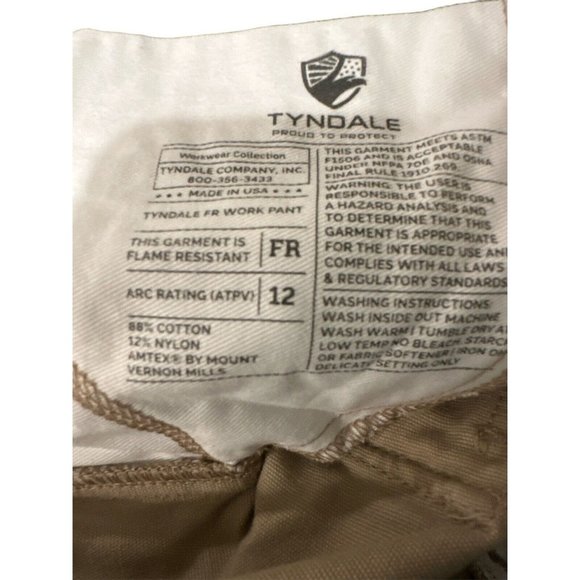 TYNDALE
PROUD TO PROTECT
Workwear Collection
TYNDALE COMPANY, INC.
800-356-3433
★★★★ MADE IN USA ★★★★
TYNDALE FR WORK PANT
THIS GARMENT IS
FLAME RESISTANT
FR
ARC RATING (ATPV)
12
88% COTTON
12% NYLON
AMTEX® BY MOUNT
VERNON MILLS
THIS GARMENT MEETS ASTM
F1506 AND IS ACCEPTABLE
UNDER NFPA 70E AND OSHA
FINAL RULE 1910.269.
WARNING: THE USER IS
RESPONSIBLE TO PERFORM
A HAZARD ANALYSIS AND
TO DETERMINE THAT THIS
GARMENT IS APPROPRIATE
FOR THE INTENDED USE AND
COMPLIES WITH ALL LAWS
& REGULATORY STANDARDS
WASHING INSTRUCTIONS
WASH INSIDE OUT MACHINE
WASH WARM | TUMBLE DRY AT
LOW TEMP NO BLEACH, STARCH
OR FABRIC SOFTENER | IRON ON
DELICATE SETTING ONLY